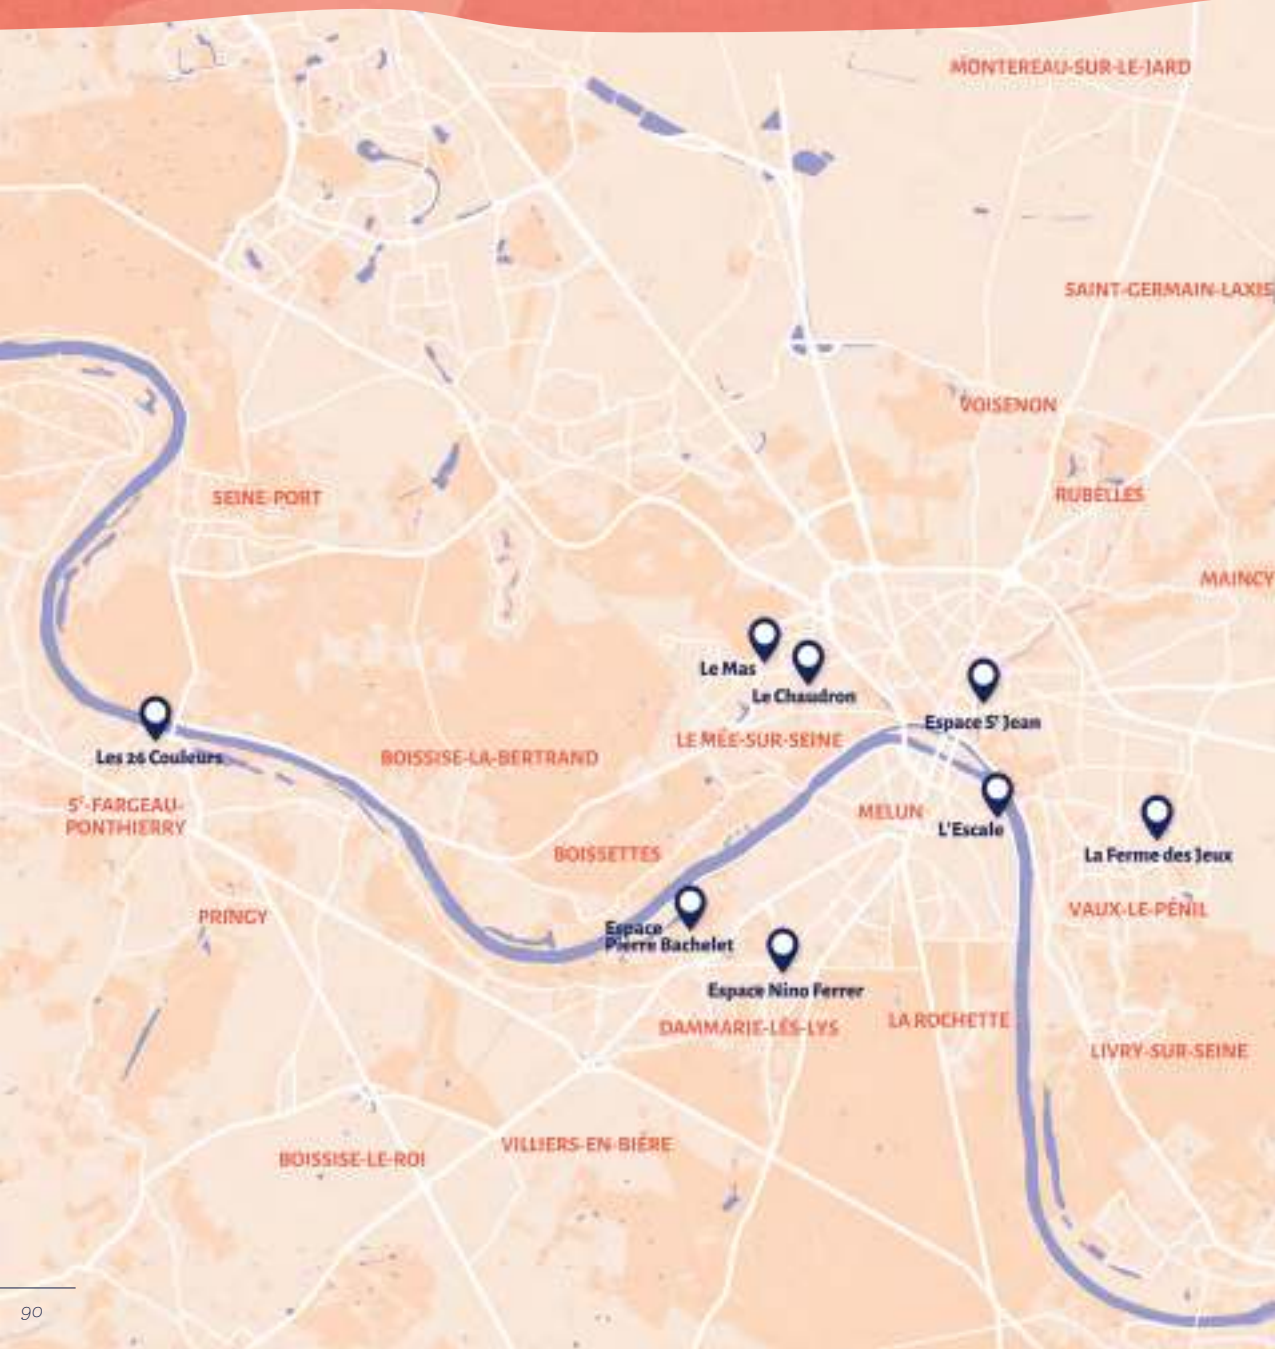 MONTEREAU-SUR-LE-JARD
SAINT-GERMAIN-LAXIS
VOISENON
RUBELLES
SEINE-PORT
MAINCY
Le Mas
Le Chaudron
Espace Sᵗ Jean
LE MÉE-SUR-SEINE
Les 26 Couleurs
BOISSISE-LA-BERTRAND
Sᵗ-FARGEAU-
PONTHIERRY
MELUN
L'Escale
BOISSETTES
La Ferme des Jeux
PRINGY
VAUX-LE-PÉNIL
Espace
Pierre Bachelet
Espace Nino Ferrer
DAMMARIE-LÈS-LYS
LA ROCHETTE
LIVRY-SUR-SEINE
VILLIERS-EN-BIÈRE
BOISSISE-LE-ROI
90